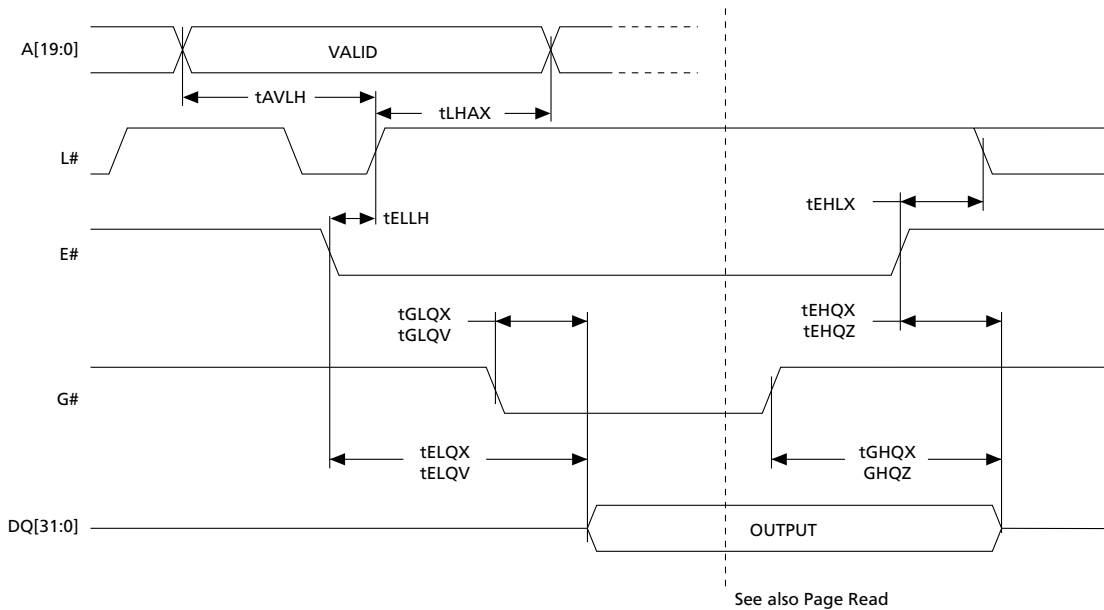 A[19:0]
VALID
tAVLH
tLHAX
L#
tEHLX
tELLH
E#
tGLQX
tGLQV
tEHQX
tEHQZ
G#
tELQX
tELQV
tGHQX
GHQZ
DQ[31:0]
OUTPUT
See also Page Read